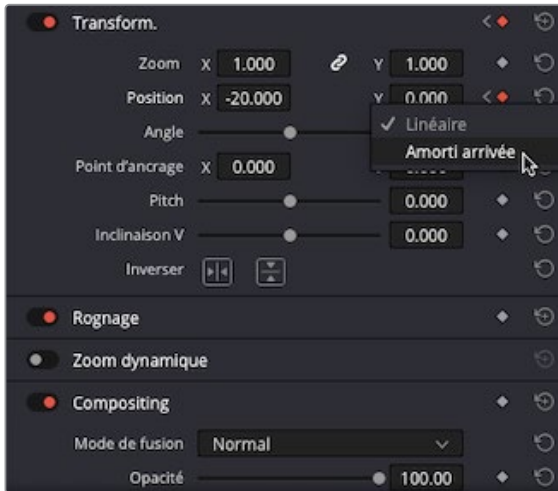 Transform.
Zoom X 1.000 Y 1.000
Position X -20.000 Y 0.000
Angle
✓ Linéaire
Amorti arrivée
Point d'ancrage X 0.000
Pitch 0.000
Inclinaison V 0.000
Inverser
Rognage
Zoom dynamique
Compositing
Mode de fusion Normal
Opacité 100.00